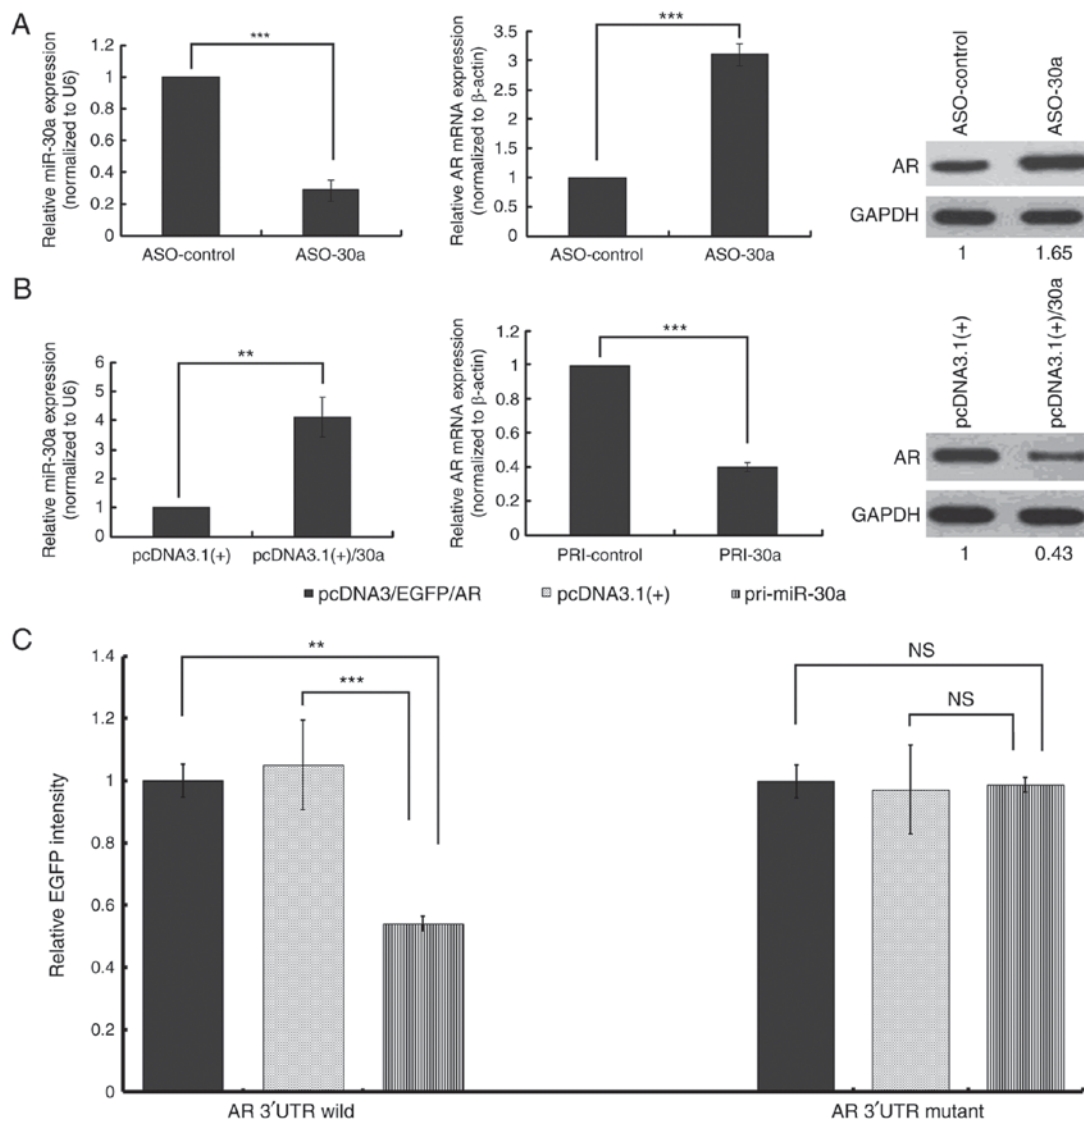 A
Relative miR-30a expression
(normalized to U6)
1.2
1
0.8
0.6
0.4
0.2
0
***
ASO-control
ASO-30a
Relative AR mRNA expression
(normalized to β-actin)
3.5
3
2.5
2
1.5
1
0.5
0
***
ASO-control
ASO-30a
ASO-control
ASO-30a
AR
GAPDH
1
1.65
B
Relative miR-30a expression
(normalized to U6)
6
5
4
2
1
0
**
pcDNA3.1(+)
pcDNA3.1(+)/30a
Relative AR mRNA expression
(normalized to β-actin)
1.2
1
0.8
0.6
0.4
0.2
0
***
PRI-control
PRI-30a
pcDNA3.1(+)
pcDNA3.1(+)/30a
AR
GAPDH
1
0.43
pcDNA3/EGFP/AR
pcDNA3.1(+)
pri-miR-30a
C
Relative EGFP intensity
1.4
1.2
1
0.8
0.6
0.4
0.2
0
**
***
NS
NS
AR 3′UTR wild
AR 3′UTR mutant